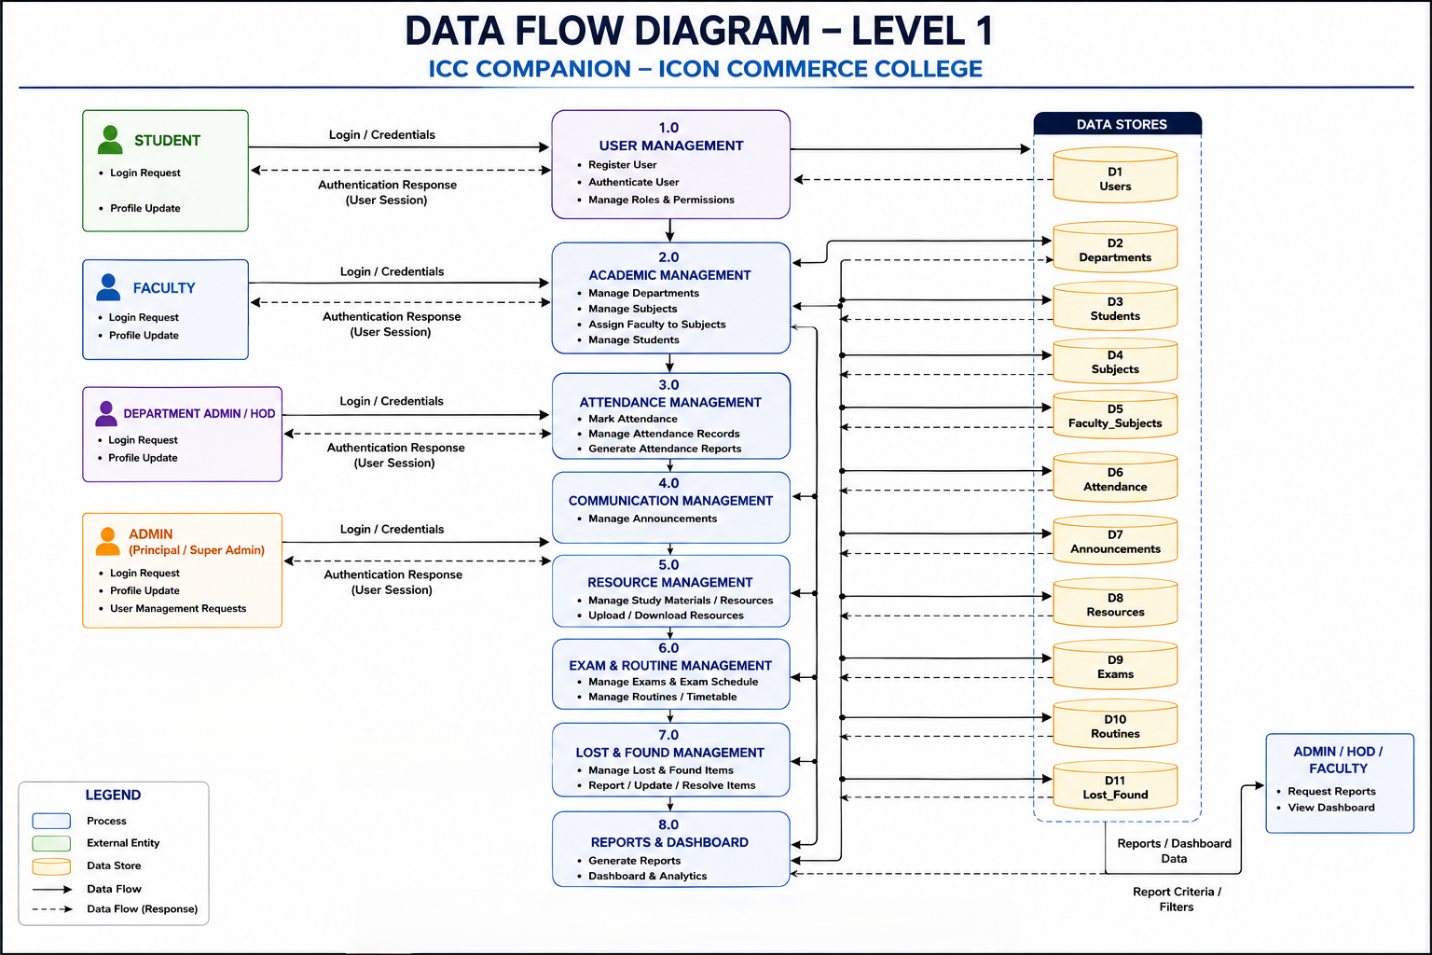 DATA FLOW DIAGRAM – LEVEL 1
ICC COMPANION – ICON COMMERCE COLLEGE
STUDENT
• Login Request
• Profile Update
Login / Credentials
Authentication Response
(User Session)
FACULTY
• Login Request
• Profile Update
Login / Credentials
Authentication Response
(User Session)
DEPARTMENT ADMIN / HOD
• Login Request
• Profile Update
Login / Credentials
Authentication Response
(User Session)
ADMIN
(Principal / Super Admin)
• Login Request
• Profile Update
• User Management Requests
Login / Credentials
Authentication Response
(User Session)
1.0
USER MANAGEMENT
• Register User
• Authenticate User
• Manage Roles & Permissions
2.0
ACADEMIC MANAGEMENT
• Manage Departments
• Manage Subjects
• Assign Faculty to Subjects
• Manage Students
3.0
ATTENDANCE MANAGEMENT
• Mark Attendance
• Manage Attendance Records
• Generate Attendance Reports
4.0
COMMUNICATION MANAGEMENT
• Manage Announcements
5.0
RESOURCE MANAGEMENT
• Manage Study Materials / Resources
• Upload / Download Resources
6.0
EXAM & ROUTINE MANAGEMENT
• Manage Exams & Exam Schedule
• Manage Routines / Timetable
7.0
LOST & FOUND MANAGEMENT
• Manage Lost & Found Items
• Report / Update / Resolve Items
8.0
REPORTS & DASHBOARD
• Generate Reports
• Dashboard & Analytics
DATA STORES
D1
Users
D2
Departments
D3
Students
D4
Subjects
D5
Faculty_Subjects
D6
Attendance
D7
Announcements
D8
Resources
D9
Exams
D10
Routines
D11
Lost_Found
Reports / Dashboard
Data
Report Criteria /
Filters
ADMIN / HOD /
FACULTY
• Request Reports
• View Dashboard
LEGEND
Process
External Entity
Data Store
Data Flow
Data Flow (Response)